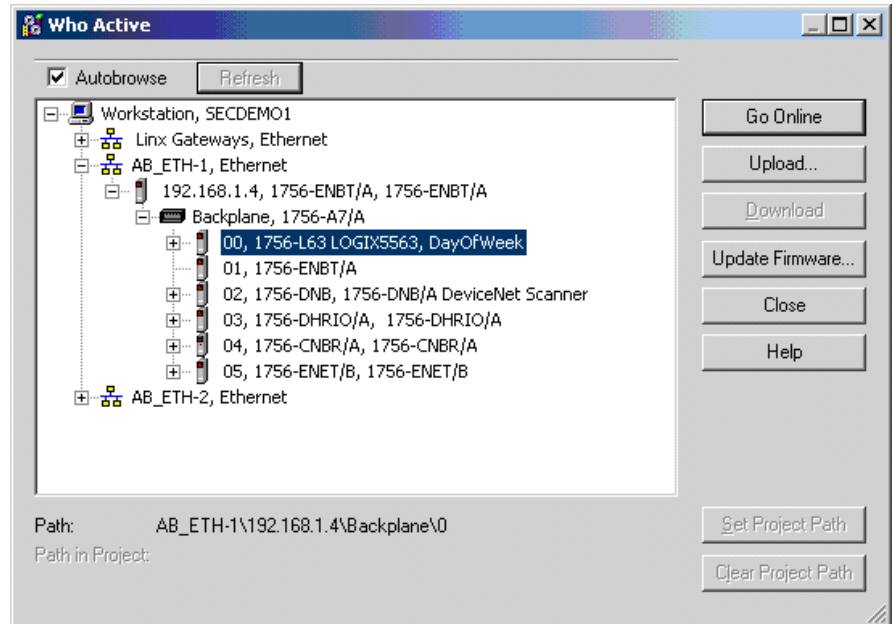 Who Active
Autobrowse Refresh
Workstation, SECDEMO1
Linx Gateways, Ethernet
AB_ETH-1, Ethernet
192.168.1.4, 1756-ENBT/A, 1756-ENBT/A
Backplane, 1756-A7/A
00, 1756-L63 LOGIX5563, DayOfWeek
01, 1756-ENBT/A
02, 1756-DNB, 1756-DNB/A DeviceNet Scanner
03, 1756-DHRIO/A, 1756-DHRIO/A
04, 1756-CNBR/A, 1756-CNBR/A
05, 1756-ENET/B, 1756-ENET/B
AB_ETH-2, Ethernet
Go Online
Upload...
Download
Update Firmware...
Close
Help
Path: AB_ETH-1\192.168.1.4\Backplane\0
Path in Project:
Set Project Path
Clear Project Path